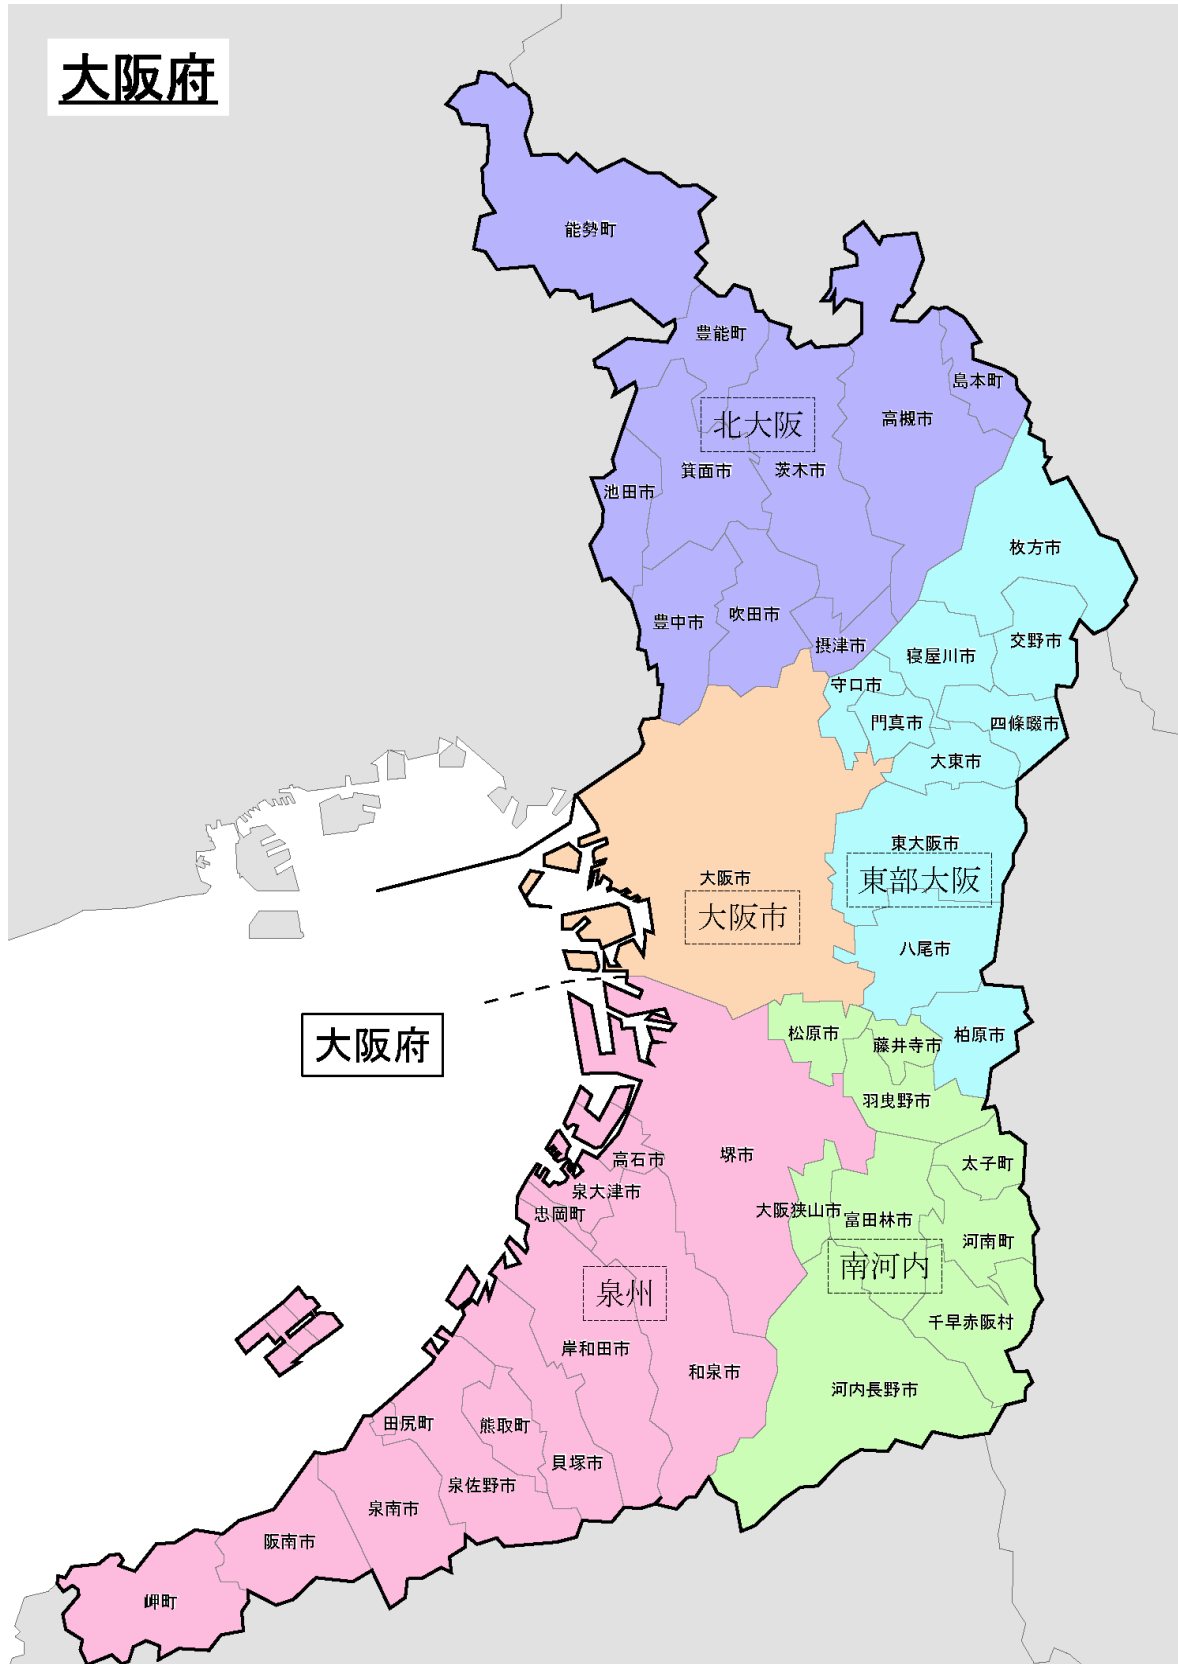 大阪府
能勢町
豊能町
島本町
高槻市
北大阪
箕面市
茨木市
池田市
枚方市
吹田市
豊中市
摂津市
交野市
寝屋川市
守口市
門真市
四條畷市
大東市
東大阪市
東部大阪
大阪市
大阪市
八尾市
松原市
藤井寺市
柏原市
大阪府
羽曳野市
高石市
堺市
太子町
泉大津市
忠岡町
大阪狭山市
富田林市
河南町
南河内
泉州
千早赤阪村
岸和田市
和泉市
河内長野市
田尻町
熊取町
貝塚市
泉佐野市
泉南市
阪南市
岬町